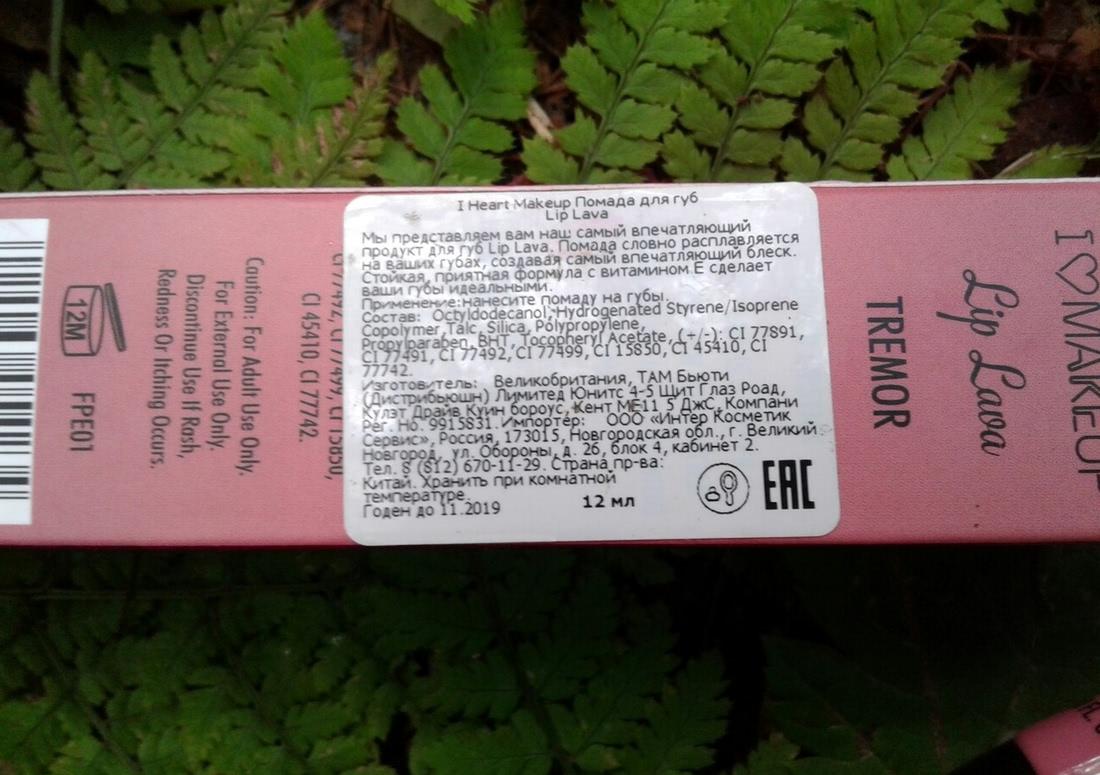 I Heart Makeup Помада для губ
Lip Lava
Мы представляем вам наш самый впечатляющий
продукт для губ Lip Lava. Помада словно расплавляется
на ваших губах, создавая самый впечатляющий блеск.
Стойкая, приятная формула с витамином Е сделает
ваши губы идеальными.
Применение:нанесите помаду на губы.
Состав: Octyldodecanol, Hydrogenated Styrene/Isoprene
Copolymer,Talc, Silica, Polypropylene,
Propylparaben, BHT, Tocopheryl Acetate, (+/-): CI 77891,
CI 77491, CI 77492, CI 77499, CI 15850, CI 45410, CI
77742.
Изготовитель: Великобритания, ТАМ Бьюти
(Дистрибьюшн) Лимитед Юнитс 4-5 Щит Глаз Роад,
Кулэт Драйв Куин бороус, Кент МЕ11 5 ДжС, Компани
Рег. Но. 9915831. Импортёр: ООО «Интер Косметик
Сервис», Россия, 173015, Новгородская обл., г. Великий
Новгород, ул. Обороны, д. 26, блок 4, кабинет 2.
Тел. 8 (812) 670-11-29. Страна пр-ва:
Китай. Хранить при комнатной
температуре.
Годен до 11.2019
12 мл
EAC
I♡MAKEUP
Lip Lava
TREMOR
CI 77492, CI 77499, CI 15850,
CI 45410, CI 77742.
Caution: For Adult Use Only.
For External Use Only.
Discontinue Use If Rash,
Redness Or Itching Occurs.
12M
FPE01